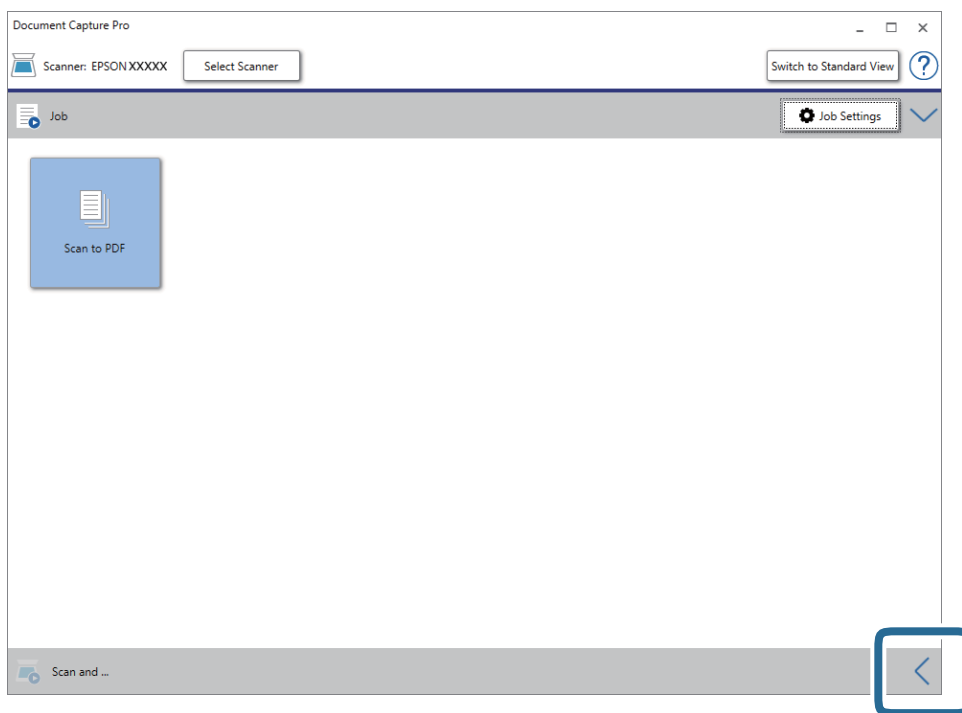 Document Capture Pro
Scanner: EPSON XXXXX
Select Scanner
Switch to Standard View
?
Job
Job Settings
Scan to PDF
Scan and ...